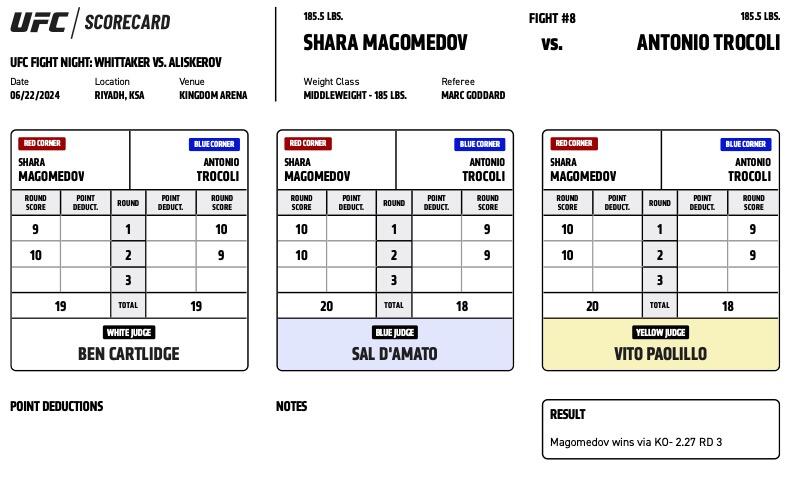 UFC SCORECARD
UFC FIGHT NIGHT: WHITTAKER VS. ALISKEROV
Date Location Venue
06/22/2024 RIYADH, KSA KINGDOM ARENA
185.5 LBS. FIGHT #8 185.5 LBS.
SHARA MAGOMEDOV VS. ANTONIO TROCOLI
Weight Class Referee
MIDDLEWEIGHT - 185 LBS. MARC GODDARD
RED CORNER BLUE CORNER
SHARA ANTONIO
MAGOMEDOV TROCOLI
ROUND SCORE POINT DEDUCT. ROUND POINT DEDUCT. ROUND SCORE
9 1 10
10 2 9
3
19 TOTAL 19
WHITE JUDGE
BEN CARTLIDGE
RED CORNER BLUE CORNER
SHARA ANTONIO
MAGOMEDOV TROCOLI
ROUND SCORE POINT DEDUCT. ROUND POINT DEDUCT. ROUND SCORE
10 1 9
10 2 9
3
20 TOTAL 18
BLUE JUDGE
SAL D'AMATO
RED CORNER BLUE CORNER
SHARA ANTONIO
MAGOMEDOV TROCOLI
ROUND SCORE POINT DEDUCT. ROUND POINT DEDUCT. ROUND SCORE
10 1 9
10 2 9
3
20 TOTAL 18
YELLOW JUDGE
VITO PAOLILLO
POINT DEDUCTIONS
NOTES
RESULT
Magomedov wins via KO- 2.27 RD 3